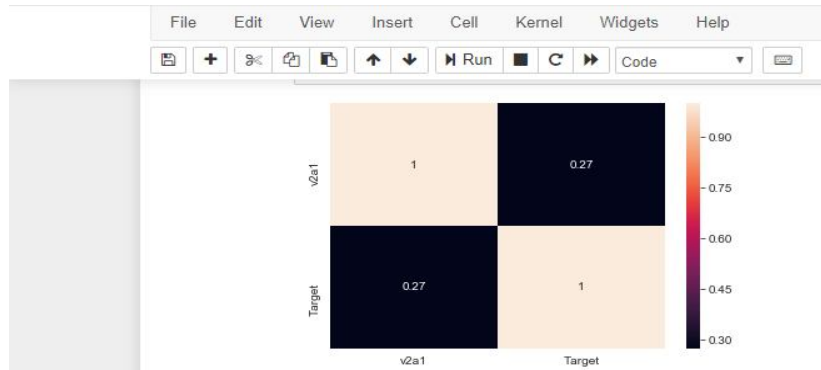 File Edit View Insert Cell Kernel Widgets Help
Run Code
v2a1
1
0.27
Target
0.27
1
v2a1 Target
0.90
0.75
0.60
0.45
0.30